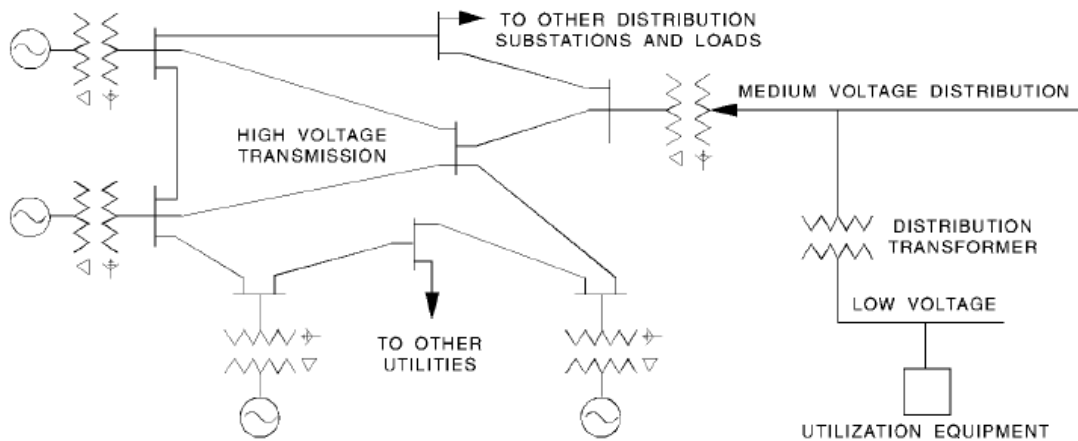 TO OTHER DISTRIBUTION
SUBSTATIONS AND LOADS
MEDIUM VOLTAGE DISTRIBUTION
HIGH VOLTAGE
TRANSMISSION
DISTRIBUTION
TRANSFORMER
LOW VOLTAGE
TO OTHER
UTILITIES
UTILIZATION EQUIPMENT